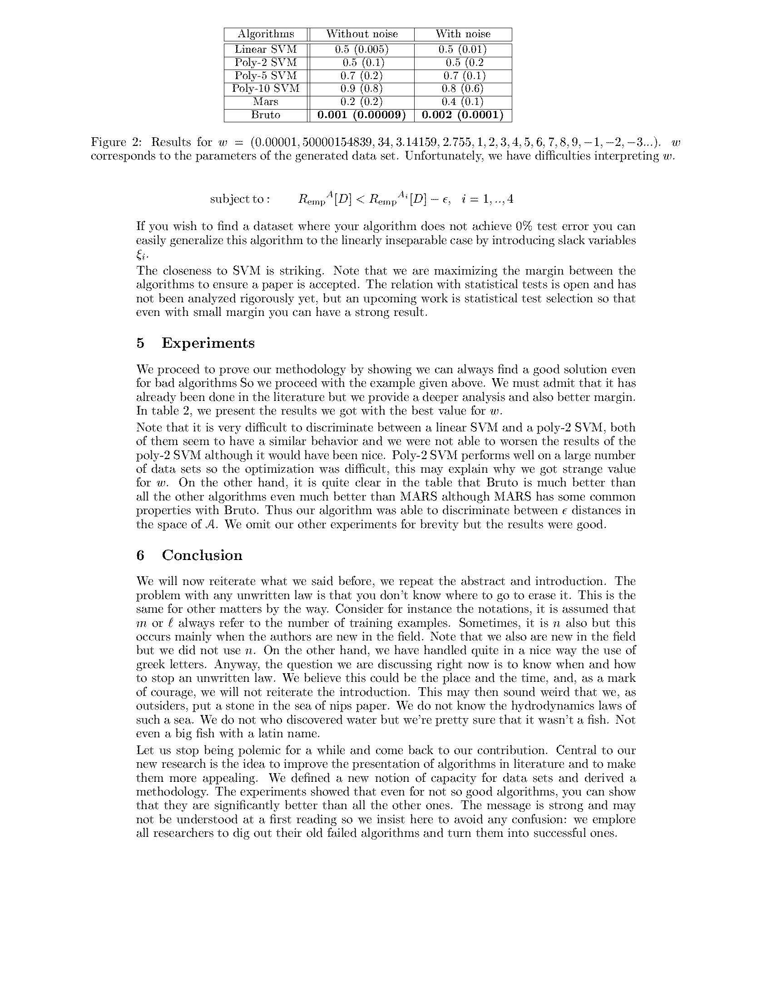 Algorithms Without noise With noise
Linear SVM 0.5 (0.005) 0.5 (0.01)
Poly-2 SVM 0.5 (0.1) 0.5 (0.2
Poly-5 SVM 0.7 (0.2) 0.7 (0.1)
Poly-10 SVM 0.9 (0.8) 0.8 (0.6)
Mars 0.2 (0.2) 0.4 (0.1)
Bruto 0.001 (0.00009) 0.002 (0.0001)
Figure 2: Results for w = (0.00001, 50000154839, 34, 3.14159, 2.755, 1, 2, 3, 4, 5, 6, 7, 8, 9, −1, −2, −3...). w
corresponds to the parameters of the generated data set. Unfortunately, we have difficulties interpreting w.
subject to : R_emp^A[D] < R_emp^{A_i}[D] − ϵ, i = 1, .., 4
If you wish to find a dataset where your algorithm does not achieve 0% test error you can
easily generalize this algorithm to the linearly inseparable case by introducing slack variables
ξ_i.
The closeness to SVM is striking. Note that we are maximizing the margin between the
algorithms to ensure a paper is accepted. The relation with statistical tests is open and has
not been analyzed rigorously yet, but an upcoming work is statistical test selection so that
even with small margin you can have a strong result.
5 Experiments
We proceed to prove our methodology by showing we can always find a good solution even
for bad algorithms So we proceed with the example given above. We must admit that it has
already been done in the literature but we provide a deeper analysis and also better margin.
In table 2, we present the results we got with the best value for w.
Note that it is very difficult to discriminate between a linear SVM and a poly-2 SVM, both
of them seem to have a similar behavior and we were not able to worsen the results of the
poly-2 SVM although it would have been nice. Poly-2 SVM performs well on a large number
of data sets so the optimization was difficult, this may explain why we got strange value
for w. On the other hand, it is quite clear in the table that Bruto is much better than
all the other algorithms even much better than MARS although MARS has some common
properties with Bruto. Thus our algorithm was able to discriminate between ϵ distances in
the space of 𝒜. We omit our other experiments for brevity but the results were good.
6 Conclusion
We will now reiterate what we said before, we repeat the abstract and introduction. The
problem with any unwritten law is that you don't know where to go to erase it. This is the
same for other matters by the way. Consider for instance the notations, it is assumed that
m or ℓ always refer to the number of training examples. Sometimes, it is n also but this
occurs mainly when the authors are new in the field. Note that we also are new in the field
but we did not use n. On the other hand, we have handled quite in a nice way the use of
greek letters. Anyway, the question we are discussing right now is to know when and how
to stop an unwritten law. We believe this could be the place and the time, and, as a mark
of courage, we will not reiterate the introduction. This may then sound weird that we, as
outsiders, put a stone in the sea of nips paper. We do not know the hydrodynamics laws of
such a sea. We do not who discovered water but we're pretty sure that it wasn't a fish. Not
even a big fish with a latin name.
Let us stop being polemic for a while and come back to our contribution. Central to our
new research is the idea to improve the presentation of algorithms in literature and to make
them more appealing. We defined a new notion of capacity for data sets and derived a
methodology. The experiments showed that even for not so good algorithms, you can show
that they are significantly better than all the other ones. The message is strong and may
not be understood at a first reading so we insist here to avoid any confusion: we emplore
all researchers to dig out their old failed algorithms and turn them into successful ones.